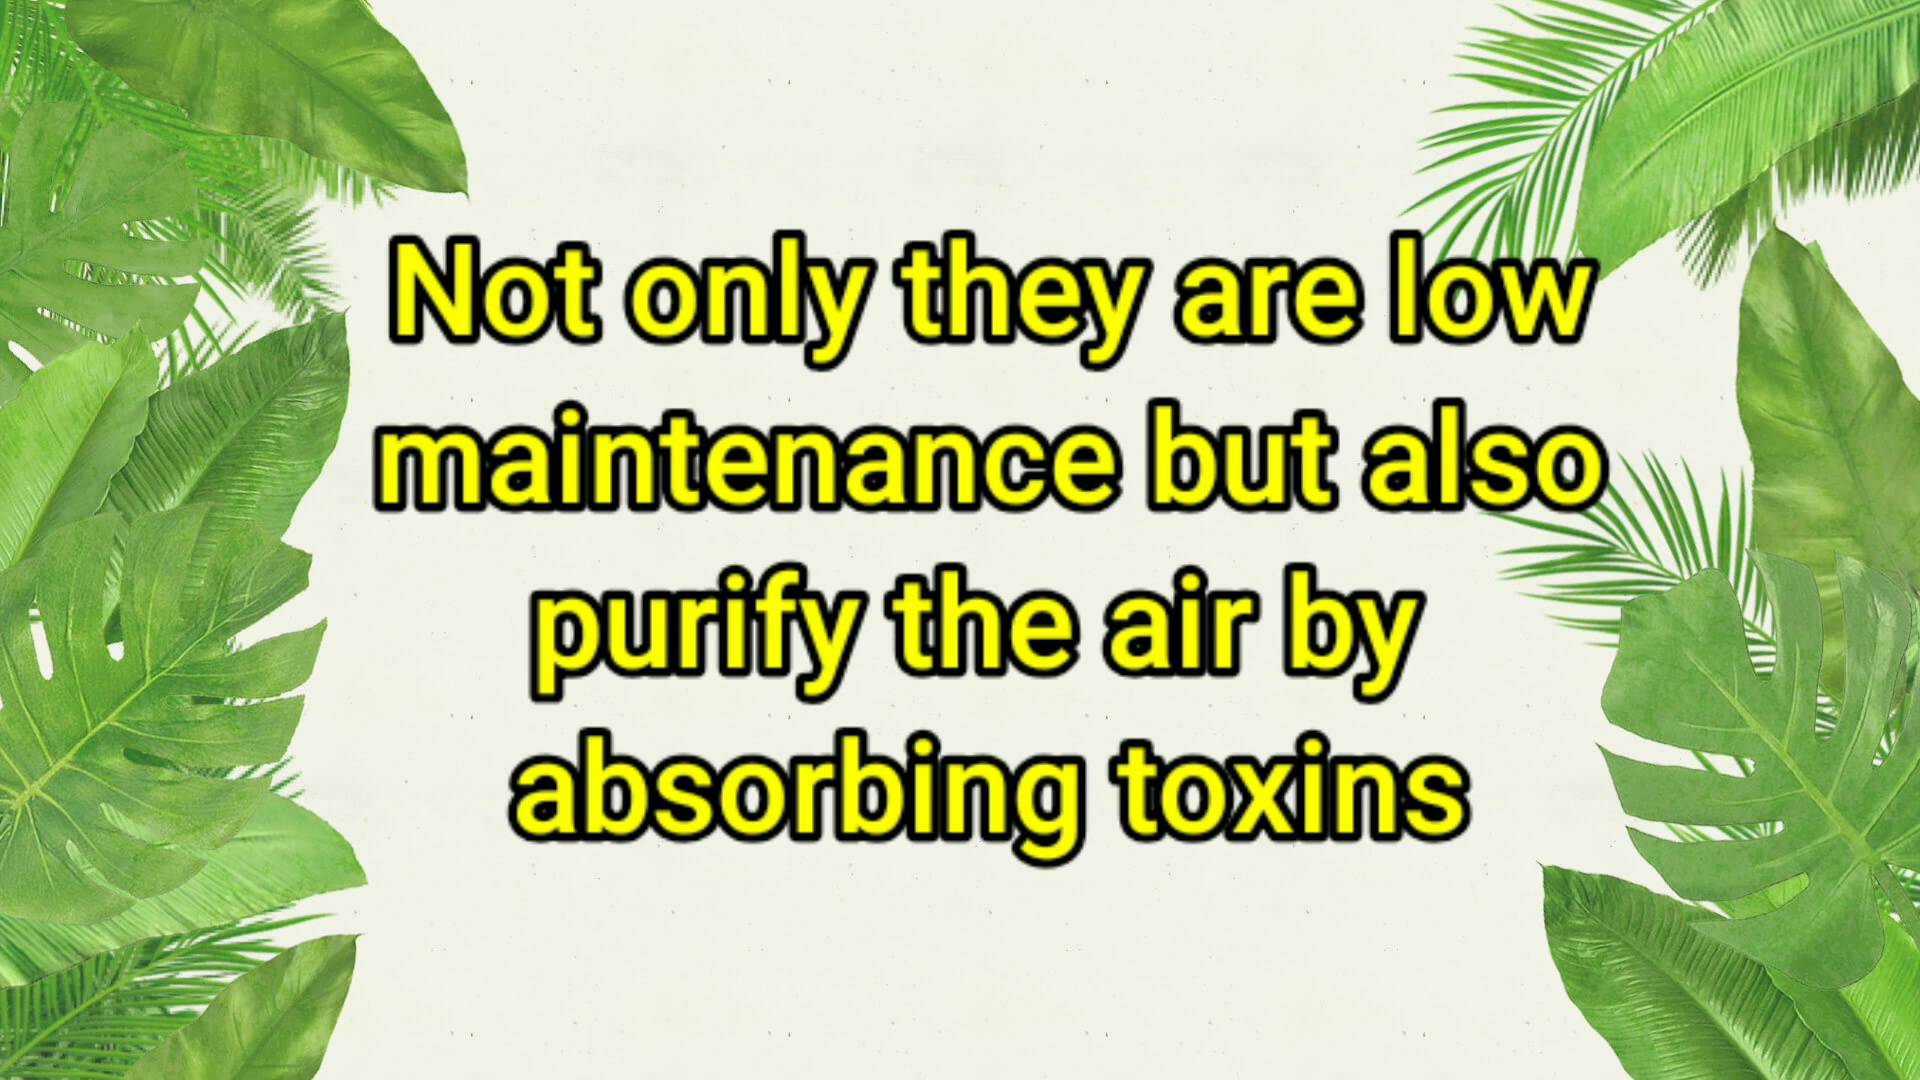 Not only they are low
maintenance but also
purify the air by
absorbing toxins